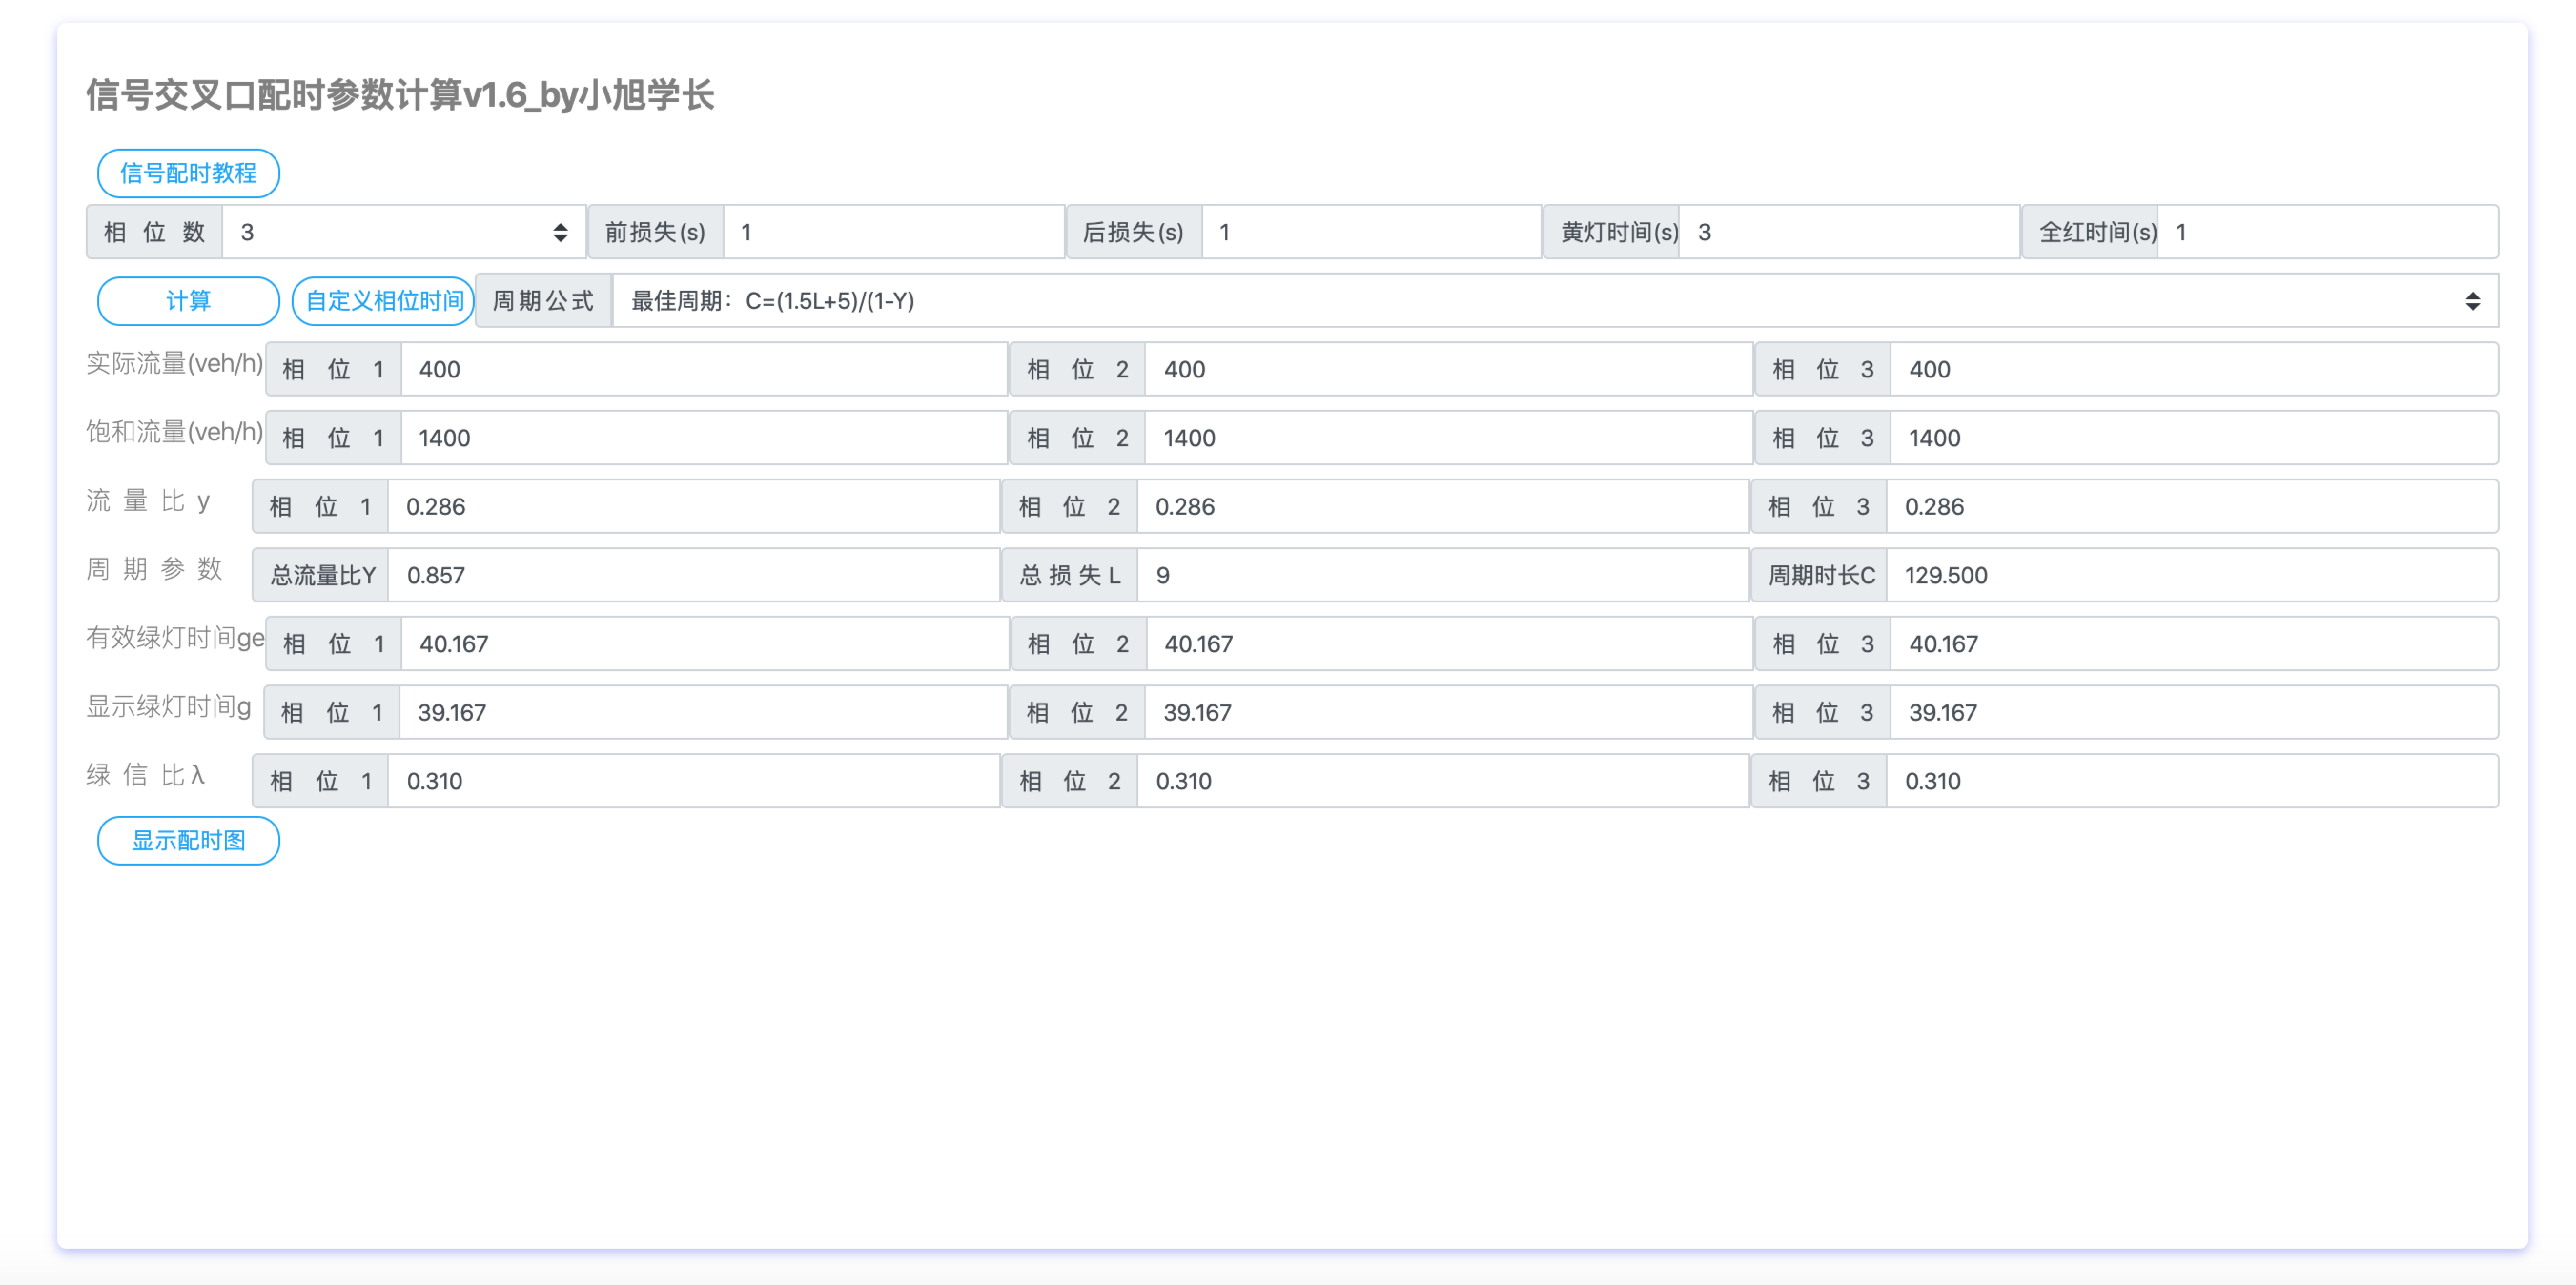 信号交叉口配时参数计算v1.6_by小旭学长
信号配时教程
相 位 数 3 前损失(s) 1 后损失(s) 1 黄灯时间(s) 3 全红时间(s) 1
计算 自定义相位时间 周期公式 最佳周期：C=(1.5L+5)/(1-Y)
实际流量(veh/h) 相 位 1 400 相 位 2 400 相 位 3 400
饱和流量(veh/h) 相 位 1 1400 相 位 2 1400 相 位 3 1400
流 量 比 y 相 位 1 0.286 相 位 2 0.286 相 位 3 0.286
周 期 参 数 总流量比Y 0.857 总 损 失 L 9 周期时长C 129.500
有效绿灯时间ge 相 位 1 40.167 相 位 2 40.167 相 位 3 40.167
显示绿灯时间g 相 位 1 39.167 相 位 2 39.167 相 位 3 39.167
绿 信 比 λ 相 位 1 0.310 相 位 2 0.310 相 位 3 0.310
显示配时图